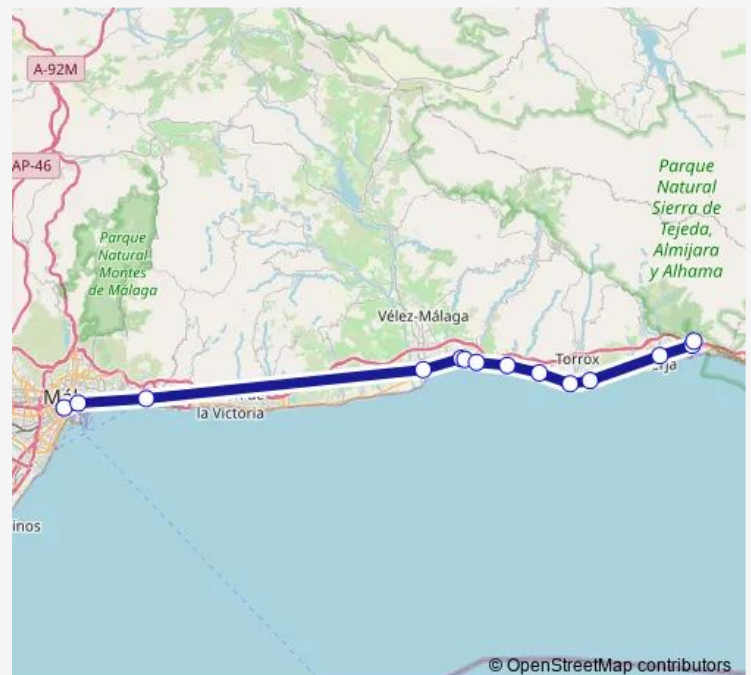 A-92M
AP-46
Parque
Natural
Sierra de
Tejeda,
Almijara
y Alhama
Parque
Natural
Montes
de Málaga
Vélez-Málaga
Torrox
la Victoria
inos
© OpenStreetMap contributors